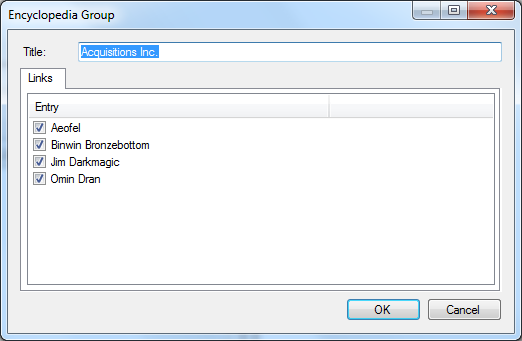 Encyclopedia Group
Title: Acquisitions Inc.
Links
Entry
Aeofel
Binwin Bronzebottom
Jim Darkmagic
Omin Dran
OK Cancel